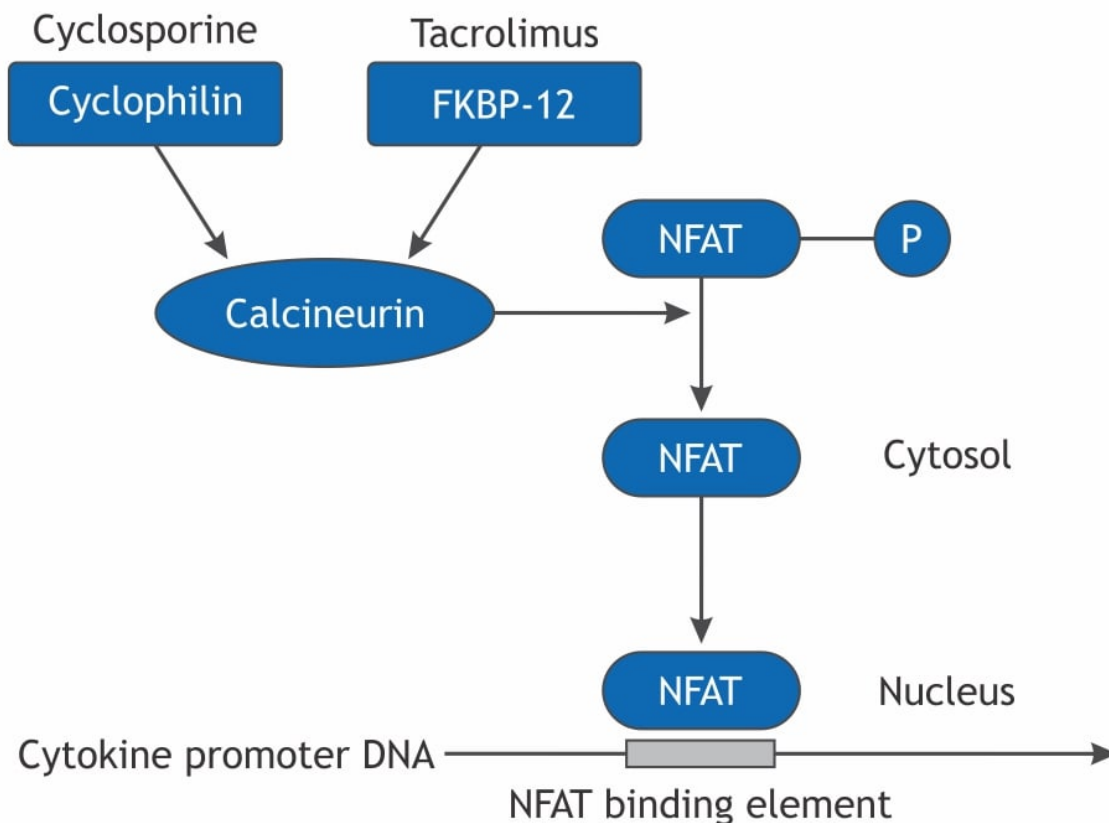 Cyclosporine
Tacrolimus
Cyclophilin
FKBP-12
NFAT
P
Calcineurin
NFAT
Cytosol
NFAT
Nucleus
Cytokine promoter DNA
NFAT binding element